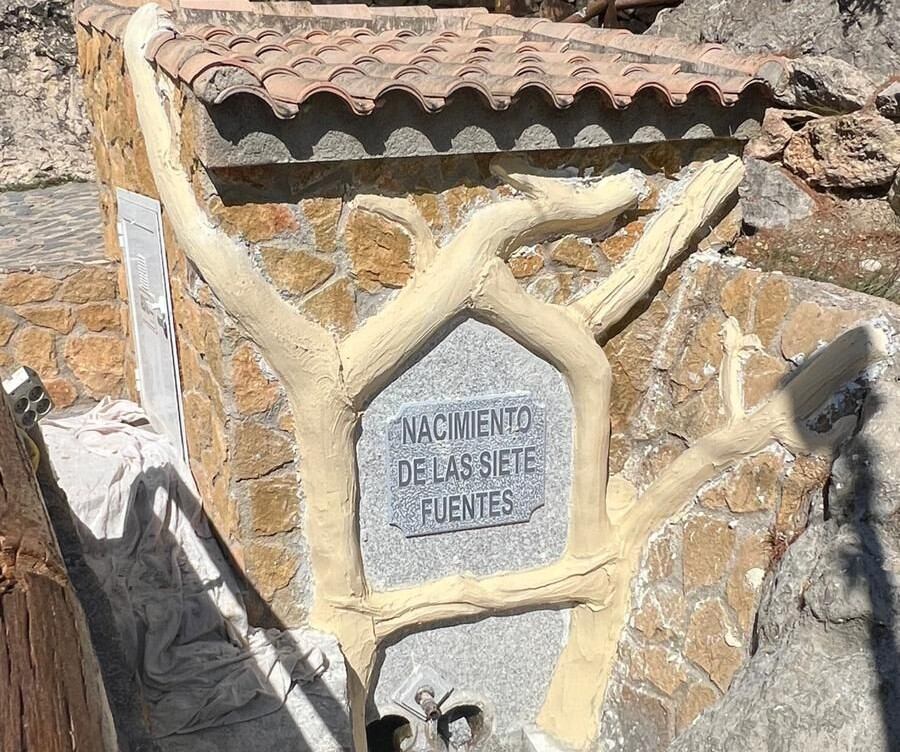 NACIMIENTO
DE LAS SIETE
FUENTES